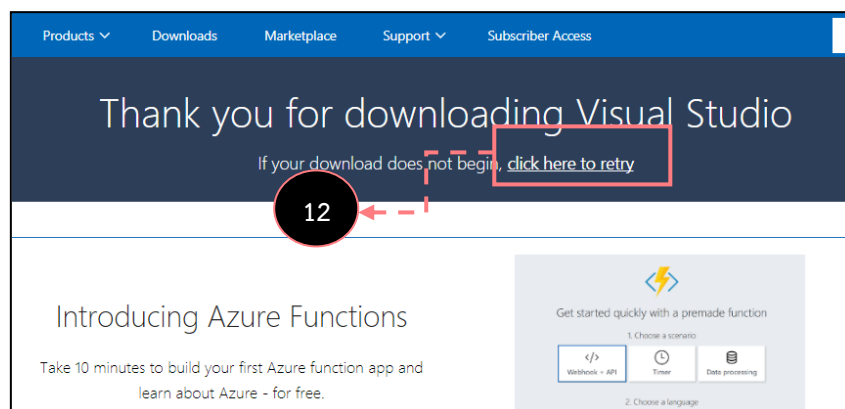 Products Downloads Marketplace Support Subscriber Access
Thank you for downloading Visual Studio
If your download does not begin, click here to retry
12
Introducing Azure Functions
Take 10 minutes to build your first Azure function app and
learn about Azure - for free.
Get started quickly with a premade function
1. Choose a scenario
</>
Webhook + API Timer Data processing
2. Choose a language